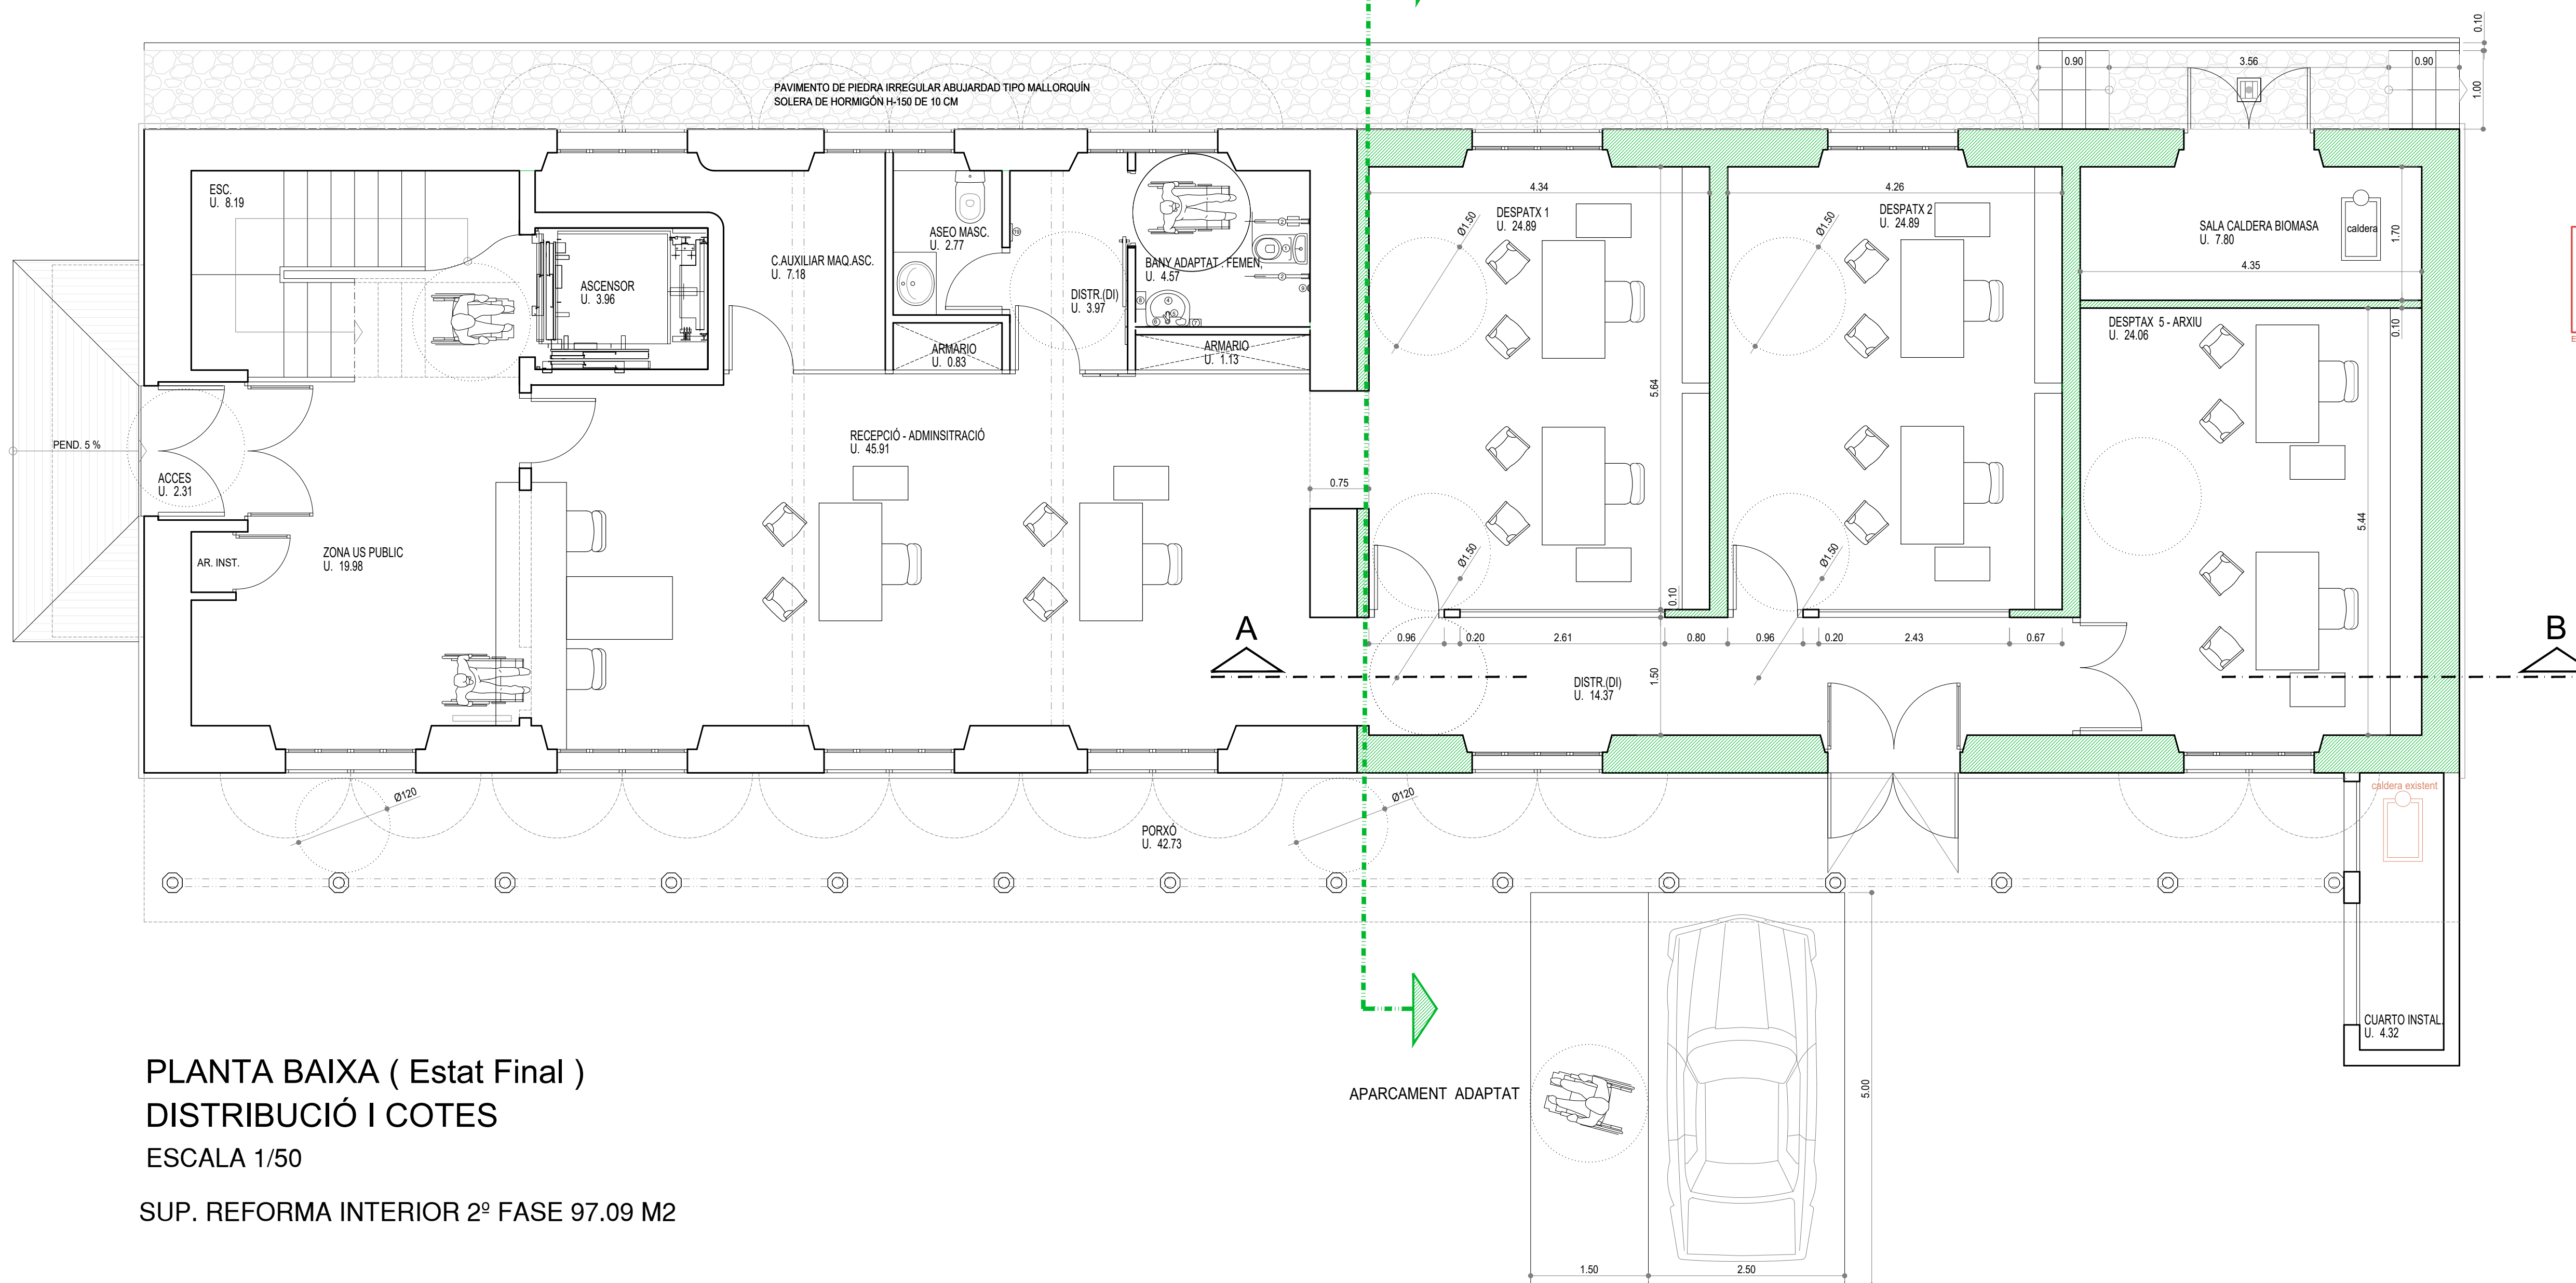 0.10
0.90
3.56
0.90
1.00
PAVIMENTO DE PIEDRA IRREGULAR ABUJARDAD TIPO MALLORQUÍN
SOLERA DE HORMIGÓN H-150 DE 10 CM
ESC.
U. 8.19
ASCENSOR
U. 3.96
C.AUXILIAR MAQ.ASC.
U. 7.18
ASEO MASC.
U. 2.77
ARMARIO
U. 0.83
DISTR.(DI)
U. 3.97
BANY ADAPTAT . FEMEN,
U. 4.57
ARMARIO
U. 1.13
4.34
Ø1.50
DESPATX 1
U. 24.89
4.26
Ø1.50
DESPATX 2
U. 24.89
SALA CALDERA BIOMASA
U. 7.80
caldera
1.70
4.35
DESPTAX 5 - ARXIU
U. 24.06
0.10
5.64
5.44
PEND. 5 %
ACCES
U. 2.31
RECEPCIÓ - ADMINSITRACIÓ
U. 45.91
0.75
AR. INST.
ZONA US PUBLIC
U. 19.98
Ø1.50
Ø1.50
0.10
A
0.96
0.20
2.61
0.80
0.96
0.20
2.43
0.67
B
1.50
DISTR.(DI)
U. 14.37
Ø120
Ø120
PORXÓ
U. 42.73
caldera existent
CUARTO INSTAL.
U. 4.32
PLANTA BAIXA ( Estat Final )
DISTRIBUCIÓ I COTES
ESCALA 1/50
SUP. REFORMA INTERIOR 2º FASE 97.09 M2
APARCAMENT ADAPTAT
5.00
1.50
2.50